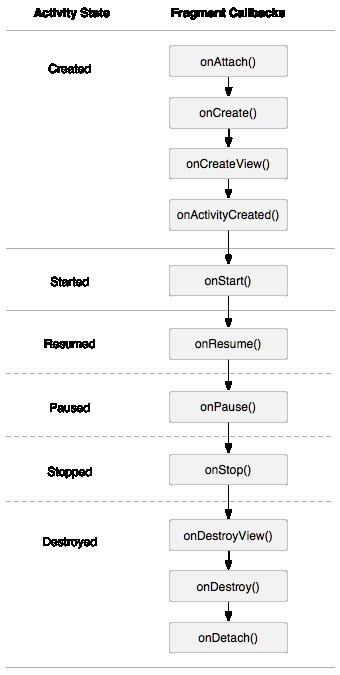 Activity State Fragment Callbacks
Created
onAttach()
onCreate()
onCreateView()
onActivityCreated()
Started
onStart()
Resumed
onResume()
Paused
onPause()
Stopped
onStop()
Destroyed
onDestroyView()
onDestroy()
onDetach()